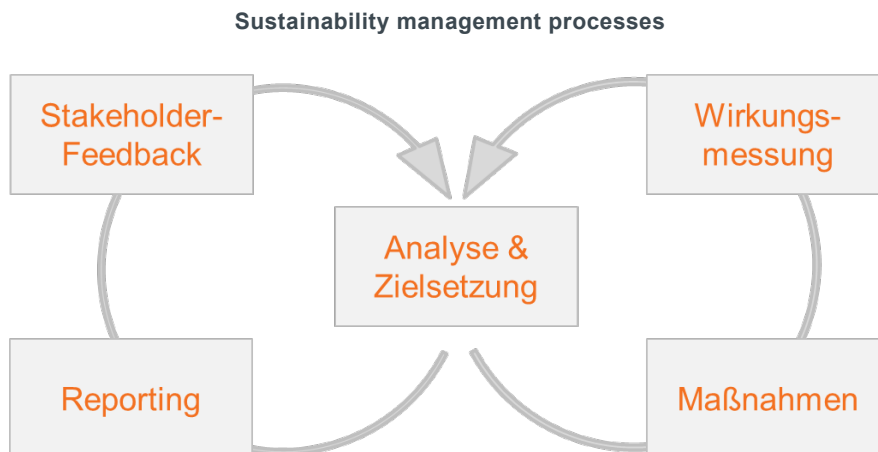 Sustainability management processes
Stakeholder-
Feedback
Wirkungs-
messung
Analyse &
Zielsetzung
Reporting
Maßnahmen